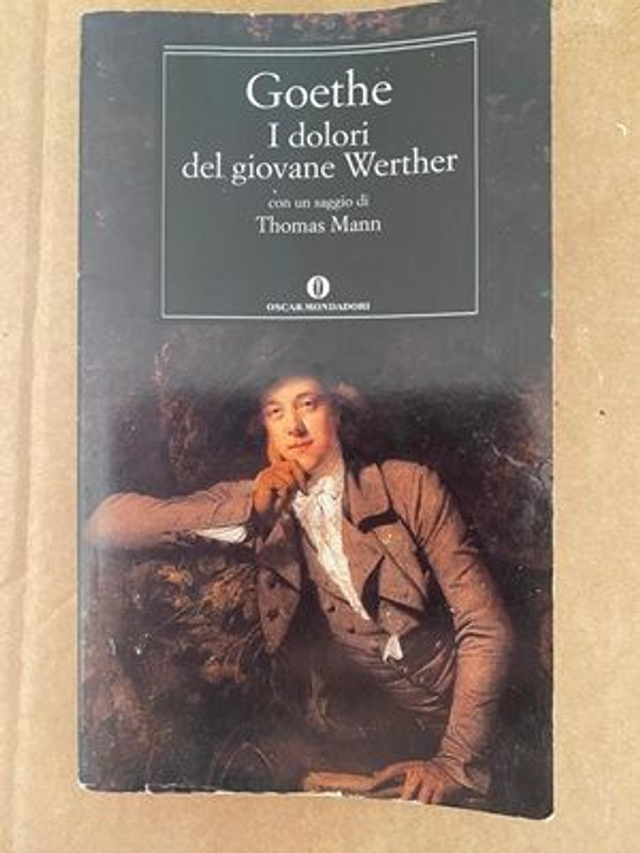 Goethe
I dolori
del giovane Werther
con un saggio di
Thomas Mann
OSCAR MONDADORI